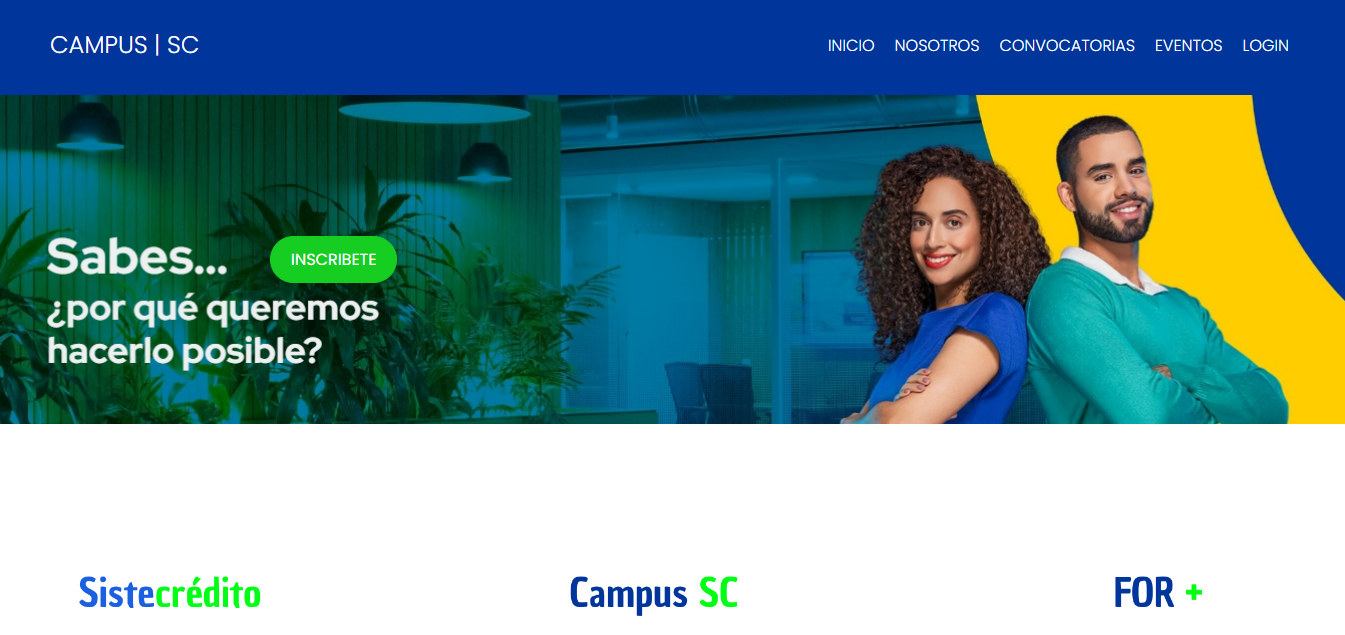 CAMPUS | SC
INICIO NOSOTROS CONVOCATORIAS EVENTOS LOGIN
Sabes...
INSCRIBETE
¿por qué queremos
hacerlo posible?
Sistecrédito
Campus SC
FOR +